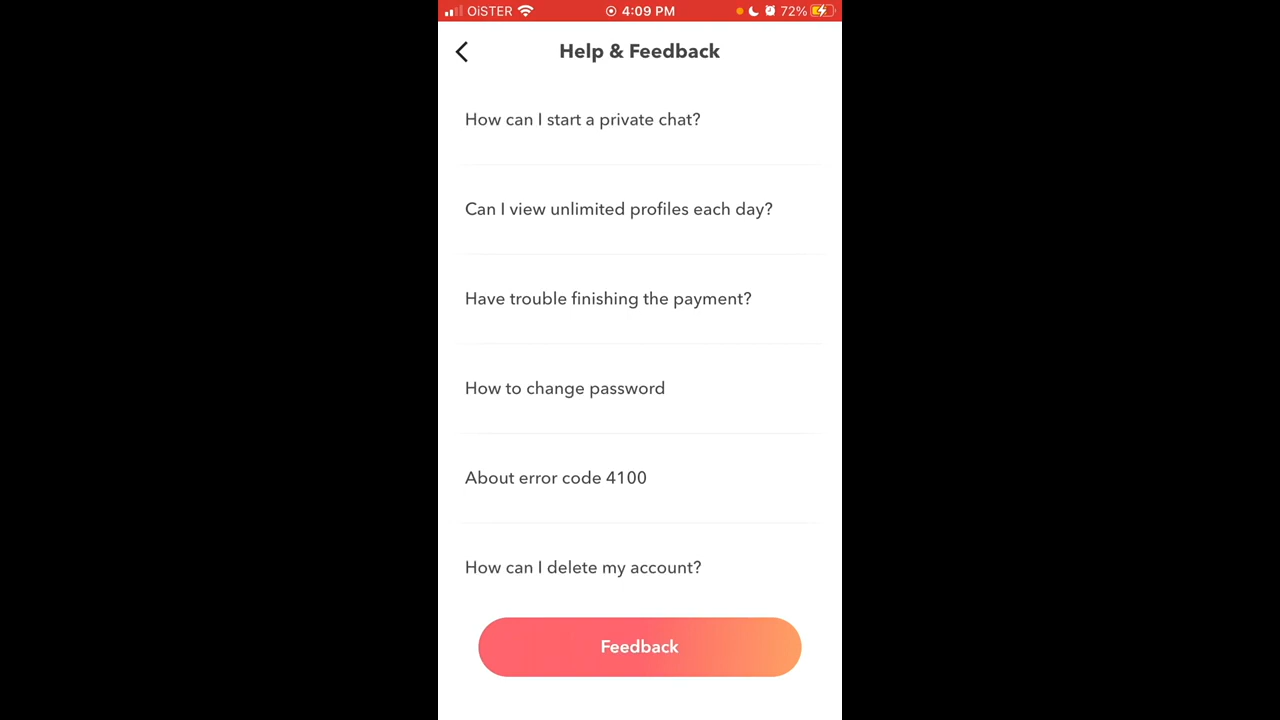 OiSTER 4:09 PM 72%
Help & Feedback
How can I start a private chat?
Can I view unlimited profiles each day?
Have trouble finishing the payment?
How to change password
About error code 4100
How can I delete my account?
Feedback